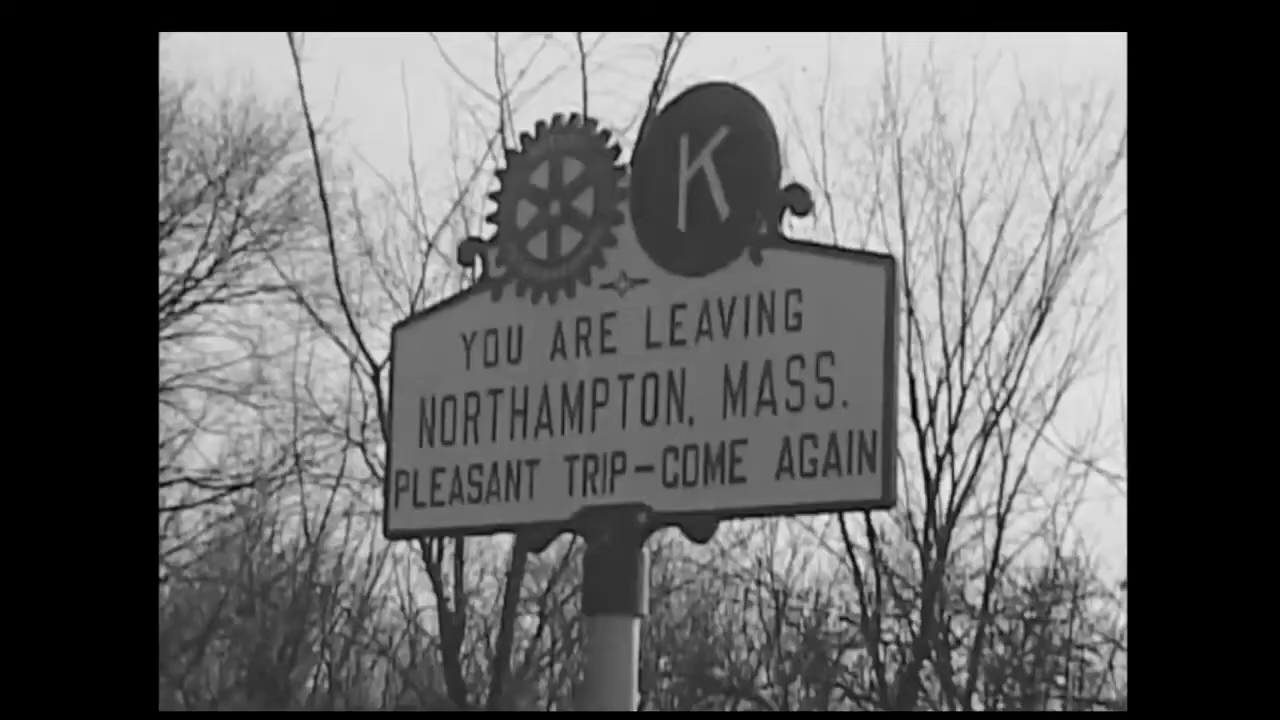 K
YOU ARE LEAVING
NORTHAMPTON, MASS.
PLEASANT TRIP-COME AGAIN